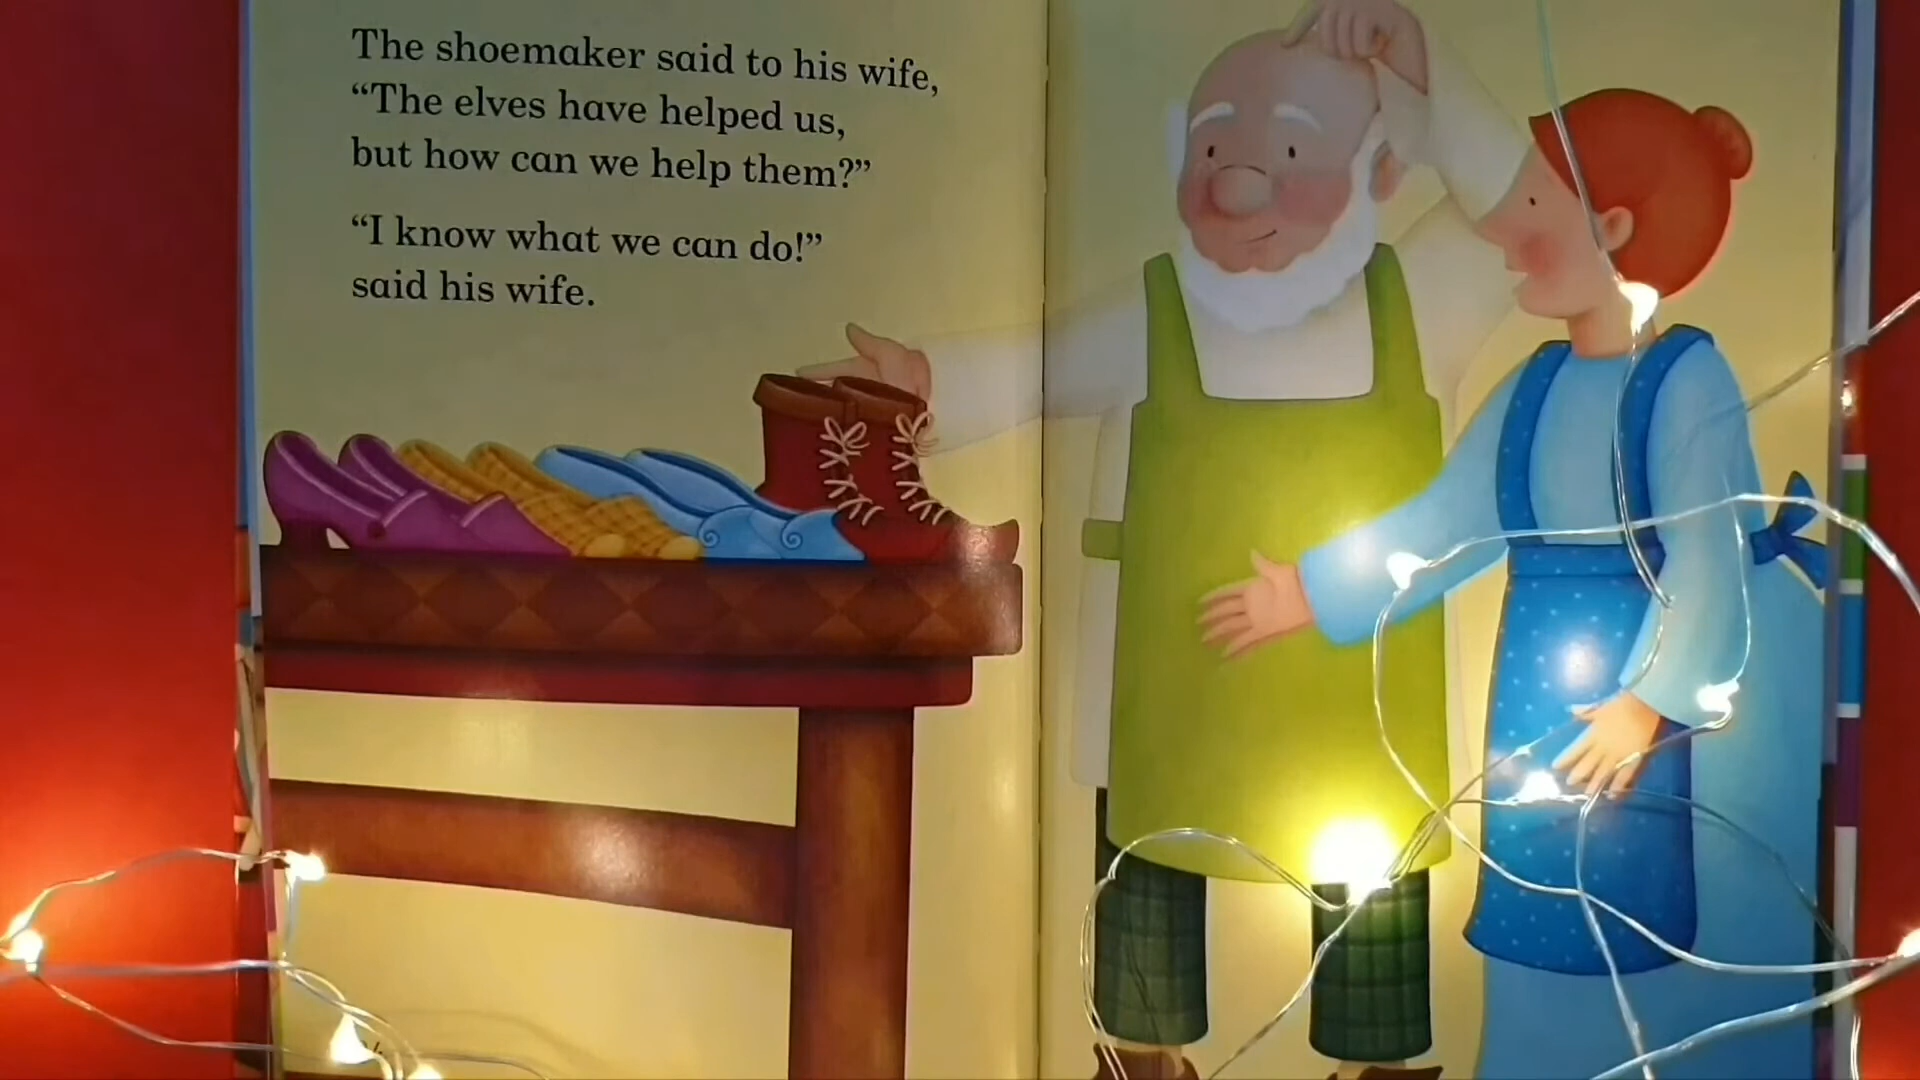 The shoemaker said to his wife,
“The elves have helped us,
but how can we help them?”
“I know what we can do!”
said his wife.